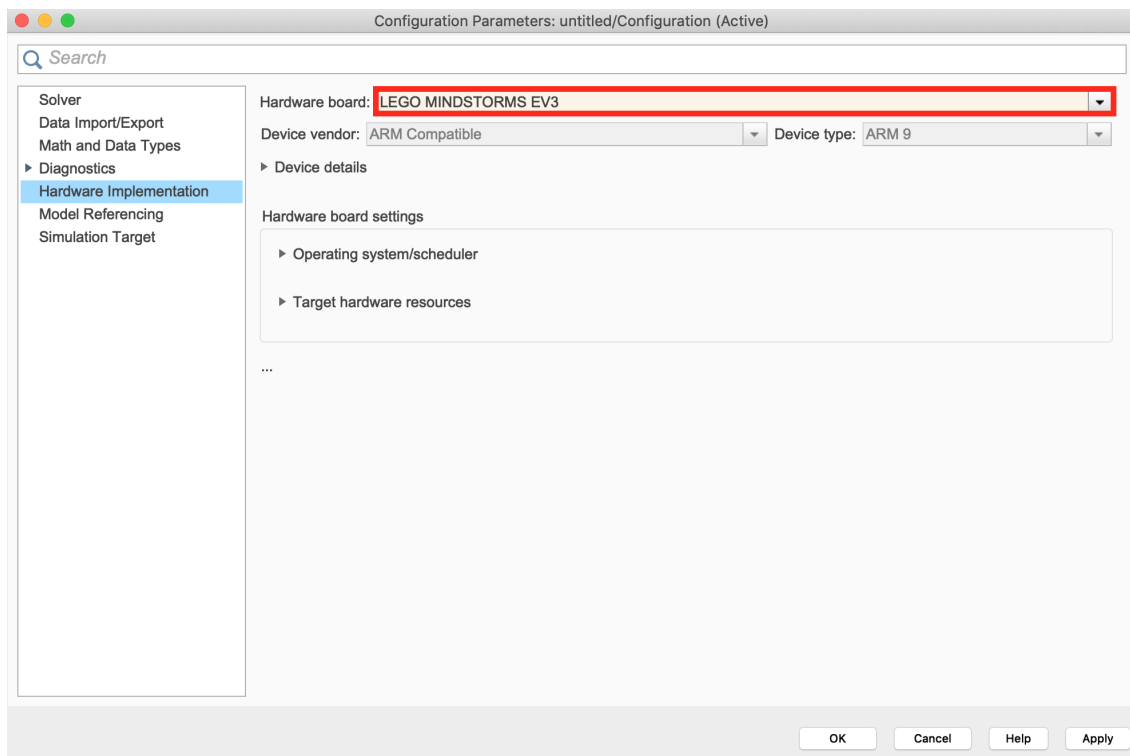 Configuration Parameters: untitled/Configuration (Active)
Search
Solver
Data Import/Export
Math and Data Types
Diagnostics
Hardware Implementation
Model Referencing
Simulation Target
Hardware board: LEGO MINDSTORMS EV3
Device vendor: ARM Compatible Device type: ARM 9
Device details
Hardware board settings
Operating system/scheduler
Target hardware resources
...
OK Cancel Help Apply